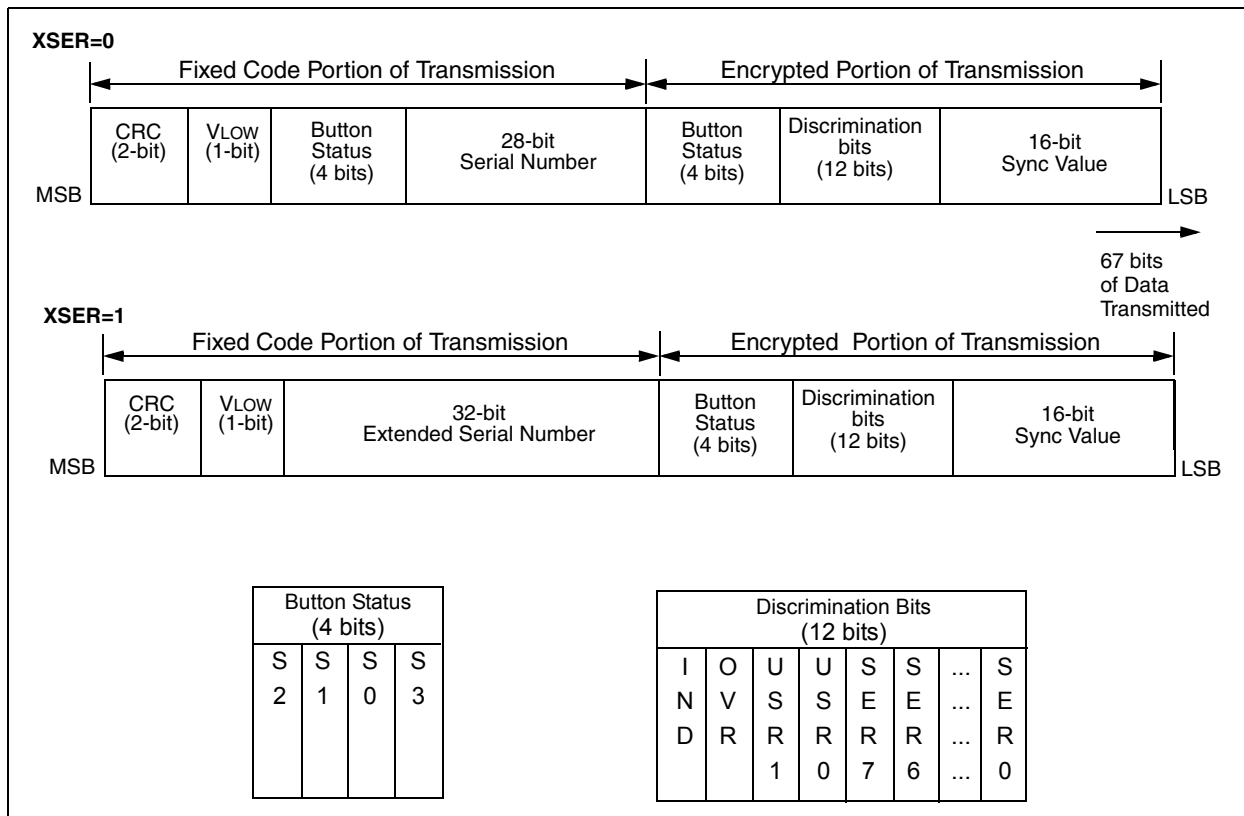 XSER=0
Fixed Code Portion of Transmission
Encrypted Portion of Transmission
CRC
(2-bit)
VLOW
(1-bit)
Button
Status
(4 bits)
28-bit
Serial Number
Button
Status
(4 bits)
Discrimination
bits
(12 bits)
16-bit
Sync Value
MSB
LSB
67 bits
of Data
Transmitted
XSER=1
Fixed Code Portion of Transmission
Encrypted Portion of Transmission
CRC
(2-bit)
VLOW
(1-bit)
32-bit
Extended Serial Number
Button
Status
(4 bits)
Discrimination
bits
(12 bits)
16-bit
Sync Value
MSB
LSB
Button Status
(4 bits)
S S S S
2 1 0 3
Discrimination Bits
(12 bits)
I O U U S S ... S
N V S S E E ... E
D R R R R R ... R
1 0 7 6 ... 0